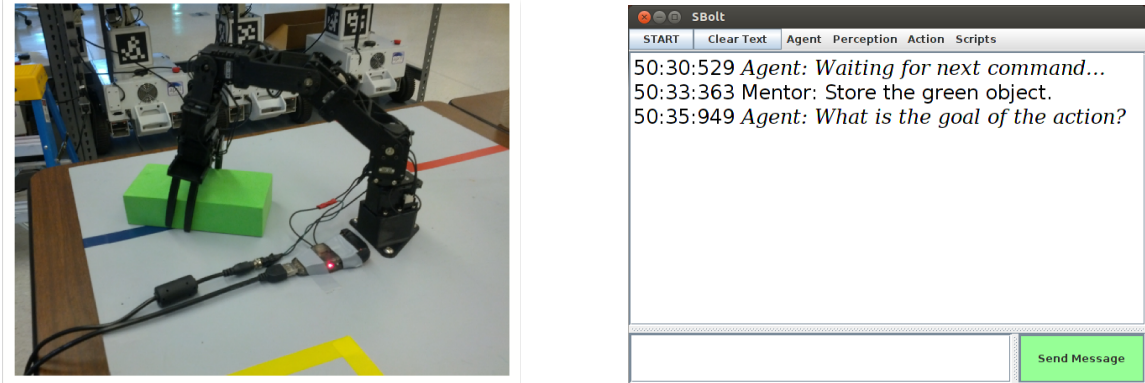 SBolt
START Clear Text Agent Perception Action Scripts
50:30:529 Agent: Waiting for next command...
50:33:363 Mentor: Store the green object.
50:35:949 Agent: What is the goal of the action?
Send Message